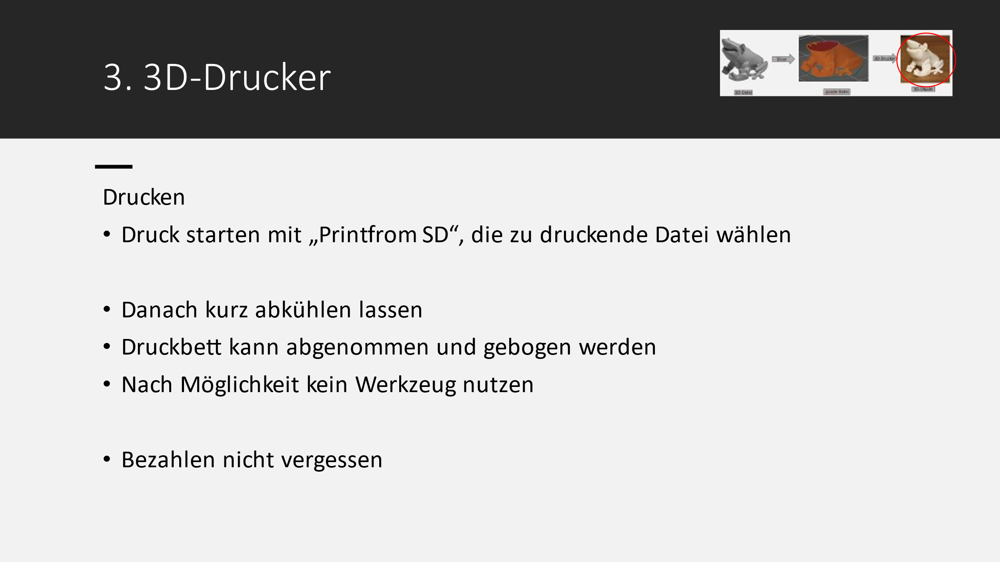 3. 3D-Drucker
Slicer
3D-Drucker
3D-Datei
.gcode-Datei
3D-Objekt
Drucken
• Druck starten mit „Printfrom SD“, die zu druckende Datei wählen
• Danach kurz abkühlen lassen
• Druckbett kann abgenommen und gebogen werden
• Nach Möglichkeit kein Werkzeug nutzen
• Bezahlen nicht vergessen